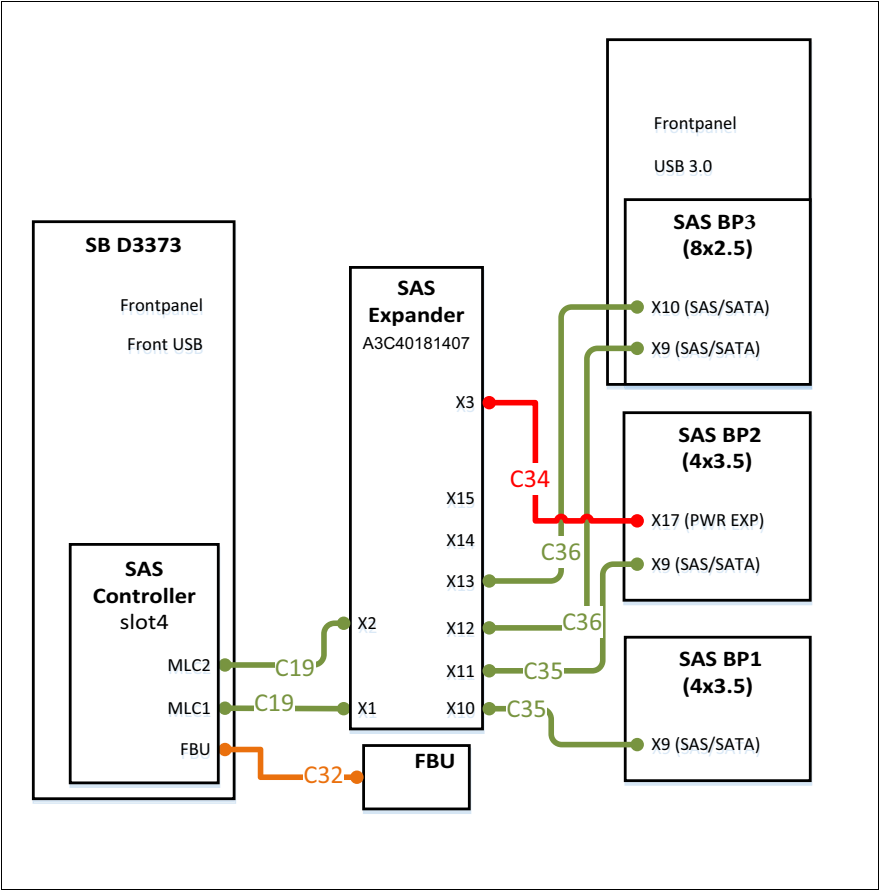 Frontpanel
USB 3.0
SAS BP3
(8x2.5)
X10 (SAS/SATA)
X9 (SAS/SATA)
SB D3373
Frontpanel
Front USB
SAS
Expander
A3C40181407
X3
X15
X14
X13
X12
X11
X10
X2
X1
C34
C36
C36
C35
C35
SAS BP2
(4x3.5)
X17 (PWR EXP)
X9 (SAS/SATA)
SAS
Controller
slot4
MLC2
MLC1
FBU
C19
C19
C32
FBU
SAS BP1
(4x3.5)
X9 (SAS/SATA)